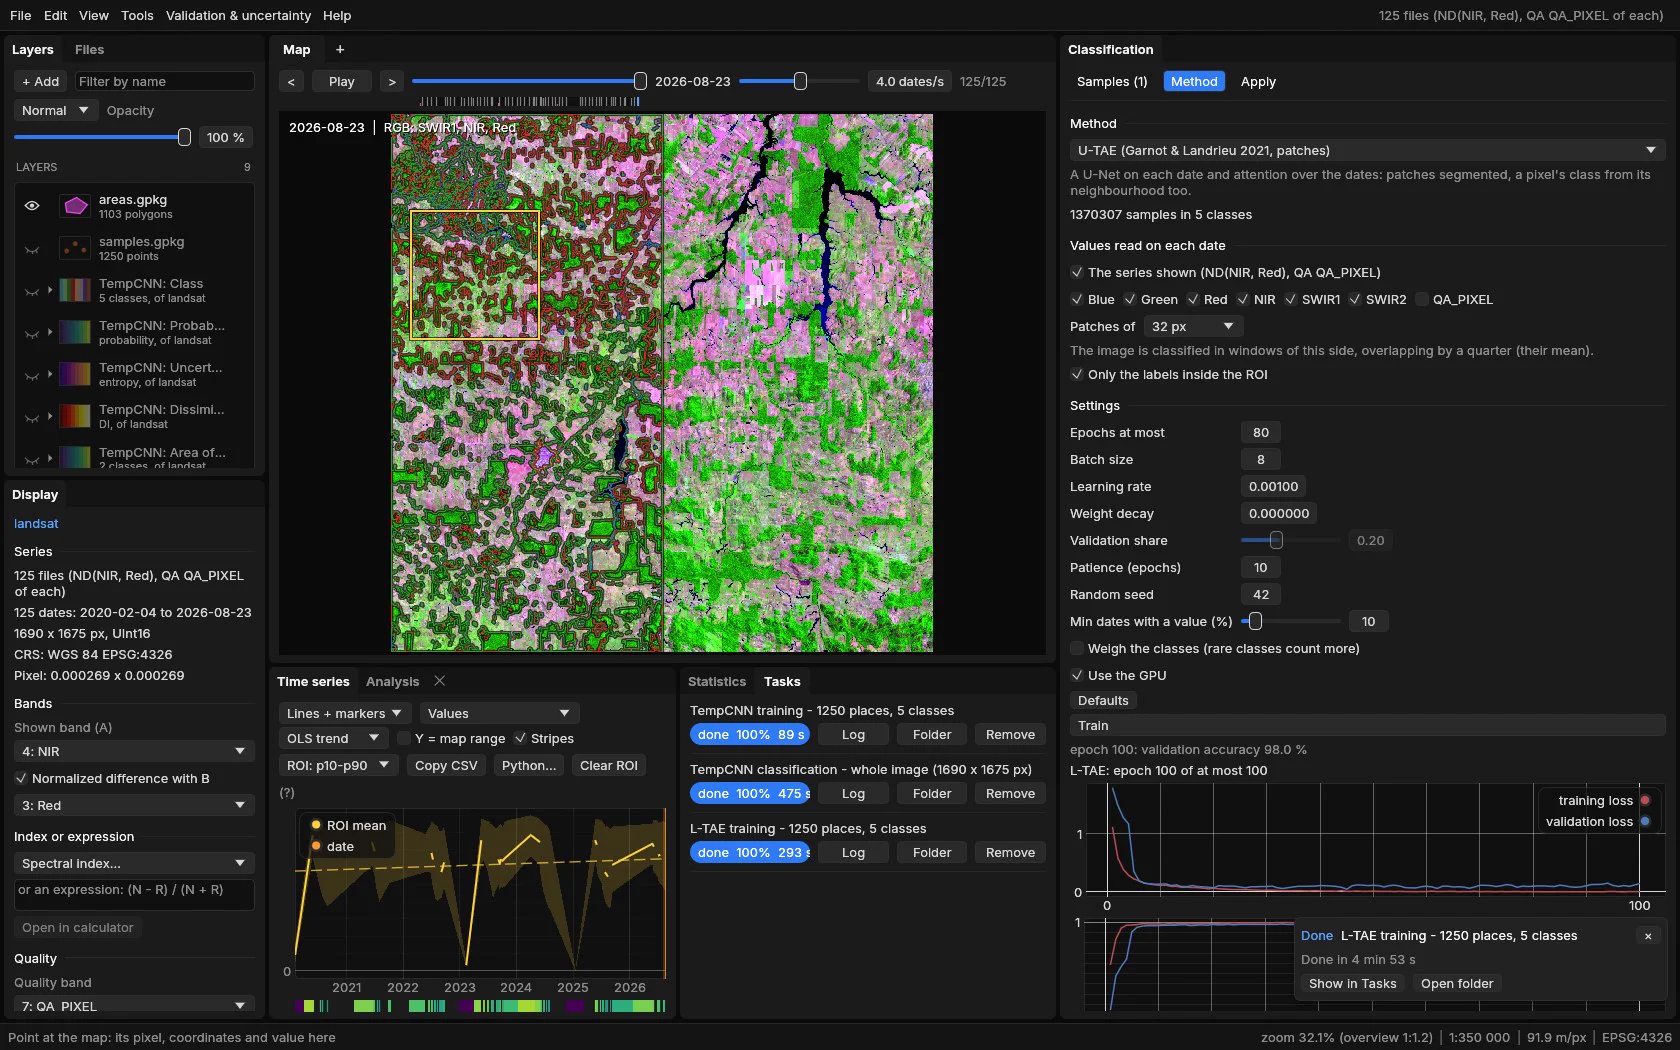 File Edit View Tools Validation & uncertainty Help
125 files (ND(NIR, Red), QA QA_PIXEL of each)
Layers Files
+ Add Filter by name
Normal Opacity
100 %
LAYERS 9
areas.gpkg
1103 polygons
samples.gpkg
1250 points
TempCNN: Class
5 classes, of landsat
TempCNN: Probab...
probability, of landsat
TempCNN: Uncert...
entropy, of landsat
TempCNN: Dissimi...
DI, of landsat
TempCNN: Area of...
2 classes, of landsat
Display
landsat
Series
125 files (ND(NIR, Red), QA QA_PIXEL
of each)
125 dates: 2020-02-04 to 2026-08-23
1690 x 1675 px, UInt16
CRS: WGS 84 EPSG:4326
Pixel: 0.000269 x 0.000269
Bands
Shown band (A)
4: NIR
Normalized difference with B
3: Red
Index or expression
Spectral index...
or an expression: (N - R) / (N + R)
Open in calculator
Quality
Quality band
7: QA_PIXEL
Map +
< Play > 2026-08-23 4.0 dates/s 125/125
2026-08-23 | RGB: SWIR1, NIR, Red
Time series Analysis
Lines + markers Values
OLS trend Y = map range Stripes
ROI: p10-p90 Copy CSV Python... Clear ROI
(?)
ROI mean
date
0
2021 2022 2023 2024 2025 2026
Statistics Tasks
TempCNN training - 1250 places, 5 classes
done 100% 89 s Log Folder Remove
TempCNN classification - whole image (1690 x 1675 px)
done 100% 475 s Log Folder Remove
L-TAE training - 1250 places, 5 classes
done 100% 293 s Log Folder Remove
Classification
Samples (1) Method Apply
Method
U-TAE (Garnot & Landrieu 2021, patches)
A U-Net on each date and attention over the dates: patches segmented, a pixel's class from its
neighbourhood too.
1370307 samples in 5 classes
Values read on each date
The series shown (ND(NIR, Red), QA QA_PIXEL)
Blue Green Red NIR SWIR1 SWIR2 QA_PIXEL
Patches of 32 px
The image is classified in windows of this side, overlapping by a quarter (their mean).
Only the labels inside the ROI
Settings
Epochs at most 80
Batch size 8
Learning rate 0.00100
Weight decay 0.000000
Validation share 0.20
Patience (epochs) 10
Random seed 42
Min dates with a value (%) 10
Weigh the classes (rare classes count more)
Use the GPU
Defaults
Train
epoch 100: validation accuracy 98.0 %
L-TAE: epoch 100 of at most 100
training loss
validation loss
1
0
0 100
1
Done L-TAE training - 1250 places, 5 classes ×
Done in 4 min 53 s
Show in Tasks Open folder
Point at the map: its pixel, coordinates and value here
zoom 32.1% (overview 1:1.2) | 1:350 000 | 91.9 m/px | EPSG:4326